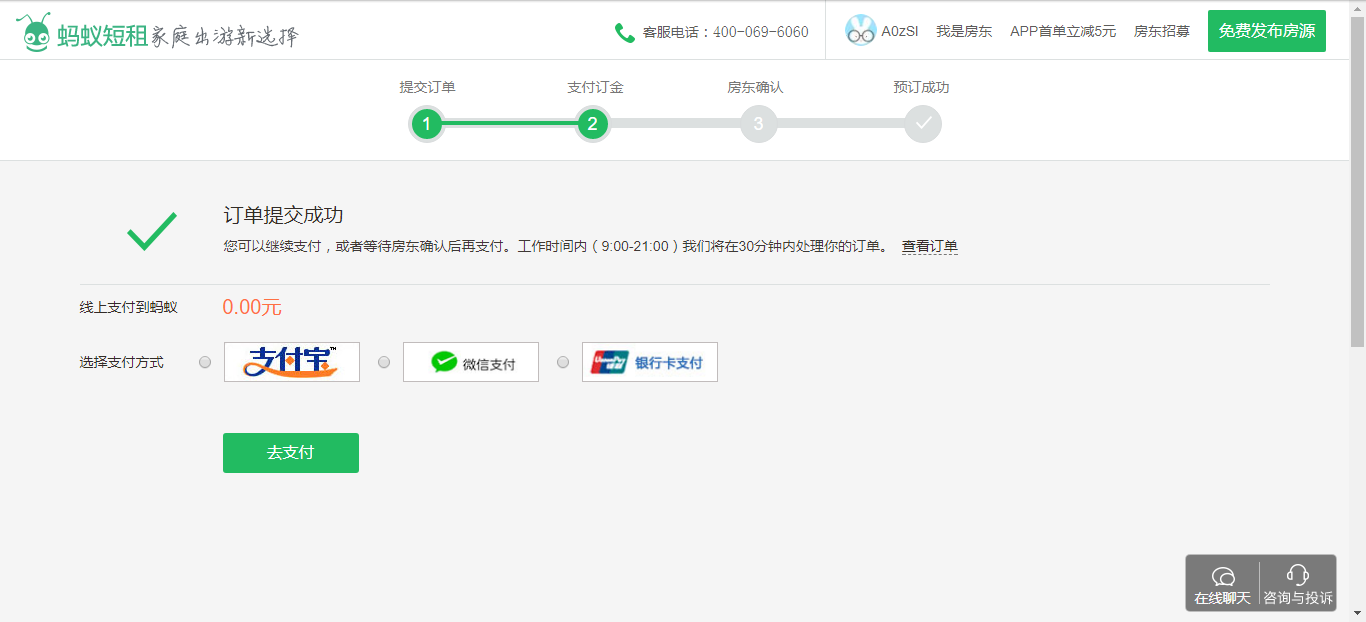 蚂蚁短租 家庭出游新选择 客服电话：400-069-6060 A0zSI 我是房东 APP首单立减5元 房东招募 免费发布房源
提交订单 支付订金 房东确认 预订成功
1 2 3
订单提交成功
您可以继续支付，或者等待房东确认后再支付。工作时间内（9:00-21:00）我们将在30分钟内处理你的订单。 查看订单
线上支付到蚂蚁 0.00元
选择支付方式 支付宝™ 微信支付 UnionPay 银行卡支付
去支付
在线聊天 咨询与投诉